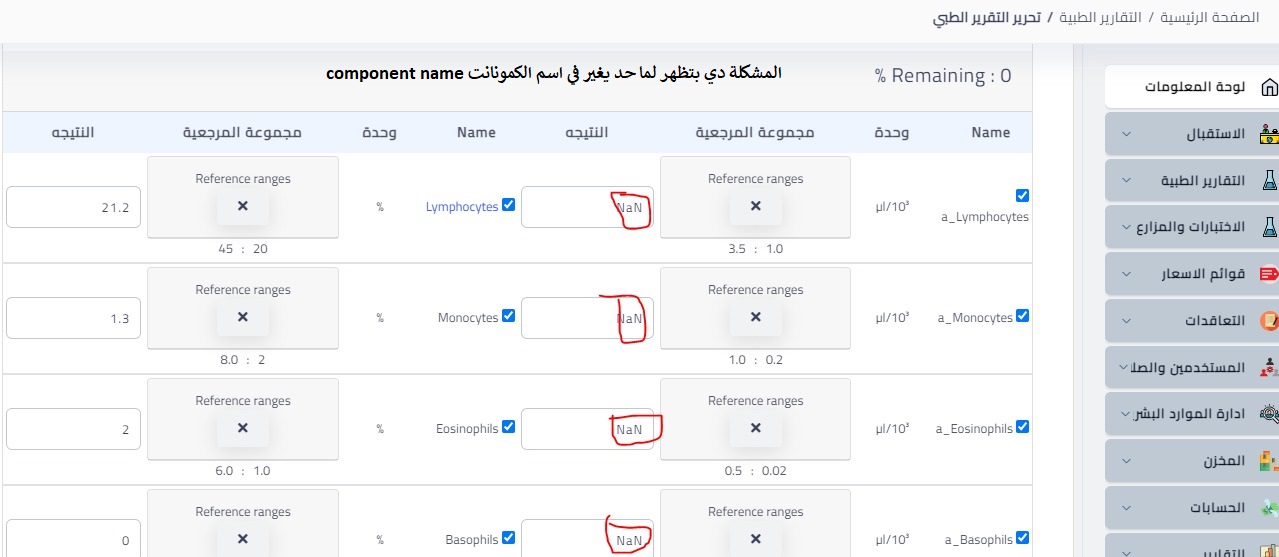 الصفحة الرئيسية / التقارير الطبية / تحرير التقرير الطبي
% Remaining : 0
المشكلة دي بتظهر لما حد يغير في اسم الكمونانت component name
Name وحدة مجموعة المرجعية النتيجه Name وحدة مجموعة المرجعية النتيجه
Reference ranges Reference ranges
a_Lymphocytes µl/10³ × NaN Lymphocytes % × 21.2
3.5 : 1.0 45 : 20
Reference ranges Reference ranges
a_Monocytes µl/10³ × NaN Monocytes % × 1.3
1.0 : 0.2 8.0 : 2
Reference ranges Reference ranges
a_Eosinophils µl/10³ × NaN Eosinophils % × 2
0.5 : 0.02 6.0 : 1.0
Reference ranges Reference ranges
a_Basophils µl/10³ × NaN Basophils % × 0
لوحة المعلومات
الاستقبال
التقارير الطبية
الاختبارات والمزارع
قوائم الاسعار
التعاقدات
المستخدمين والصلا
ادارة الموارد البشر
المخزن
الحسابات
التقارير